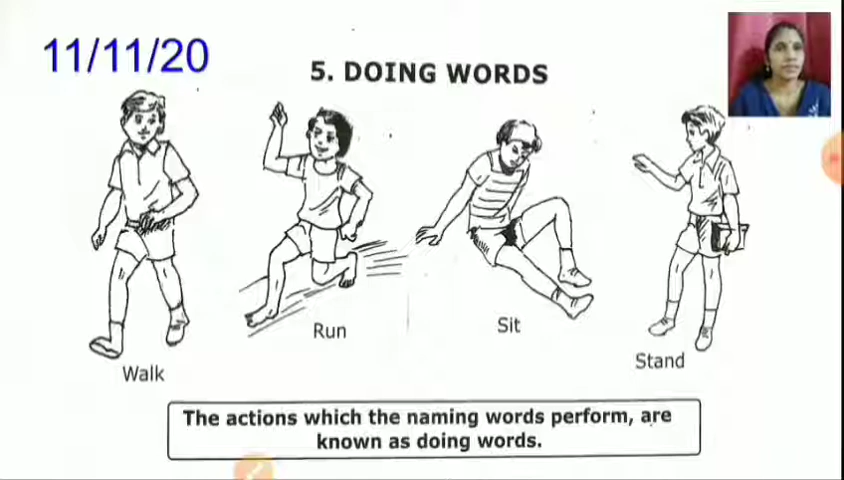 11/11/20
5. DOING WORDS
Walk
Run
Sit
Stand
The actions which the naming words perform, are
known as doing words.